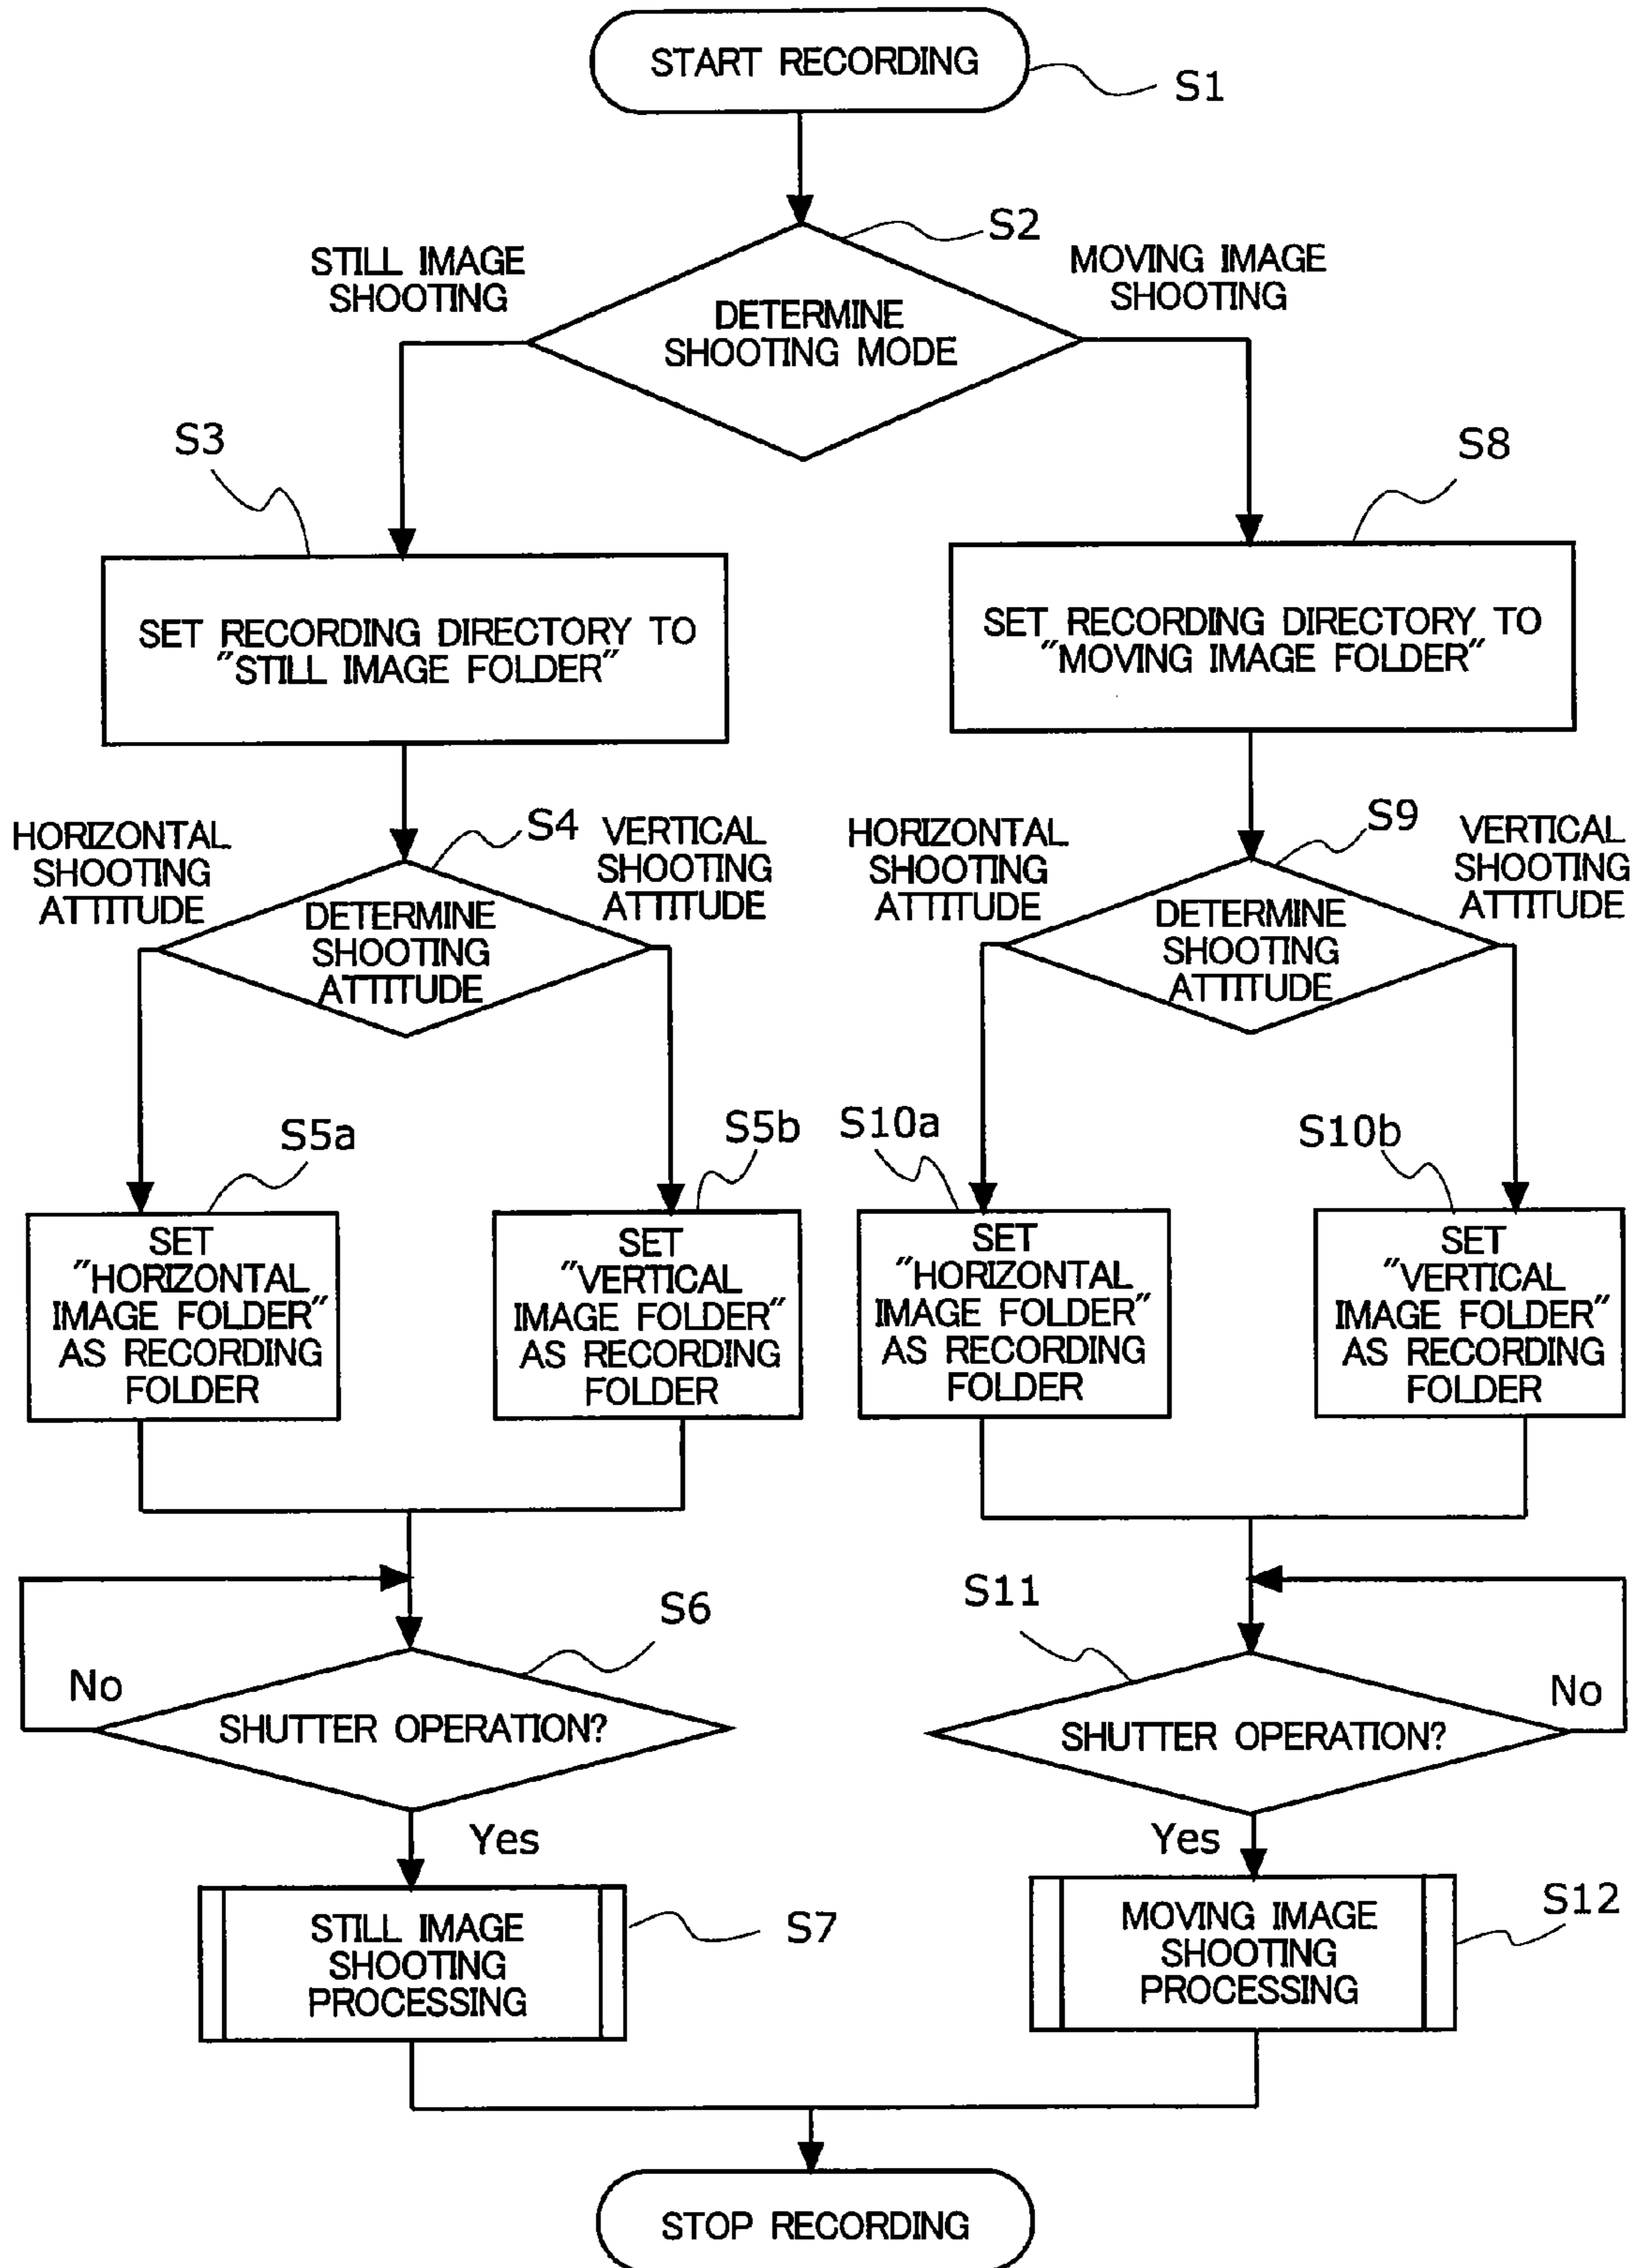 START RECORDING
S1
S2
STILL IMAGE
SHOOTING
MOVING IMAGE
SHOOTING
DETERMINE
SHOOTING MODE
S3
S8
SET RECORDING DIRECTORY TO
"STILL IMAGE FOLDER"
SET RECORDING DIRECTORY TO
"MOVING IMAGE FOLDER"
HORIZONTAL
SHOOTING
ATTITUDE
S4
VERTICAL
SHOOTING
ATTITUDE
DETERMINE
SHOOTING
ATTITUDE
HORIZONTAL
SHOOTING
ATTITUDE
S9
VERTICAL
SHOOTING
ATTITUDE
DETERMINE
SHOOTING
ATTITUDE
S5a
S5b
S10a
S10b
SET
"HORIZONTAL
IMAGE FOLDER"
AS RECORDING
FOLDER
SET
"VERTICAL
IMAGE FOLDER"
AS RECORDING
FOLDER
SET
"HORIZONTAL
IMAGE FOLDER"
AS RECORDING
FOLDER
SET
"VERTICAL
IMAGE FOLDER"
AS RECORDING
FOLDER
S6
No
SHUTTER OPERATION?
Yes
S11
No
SHUTTER OPERATION?
Yes
STILL IMAGE
SHOOTING
PROCESSING
S7
MOVING IMAGE
SHOOTING
PROCESSING
S12
STOP RECORDING